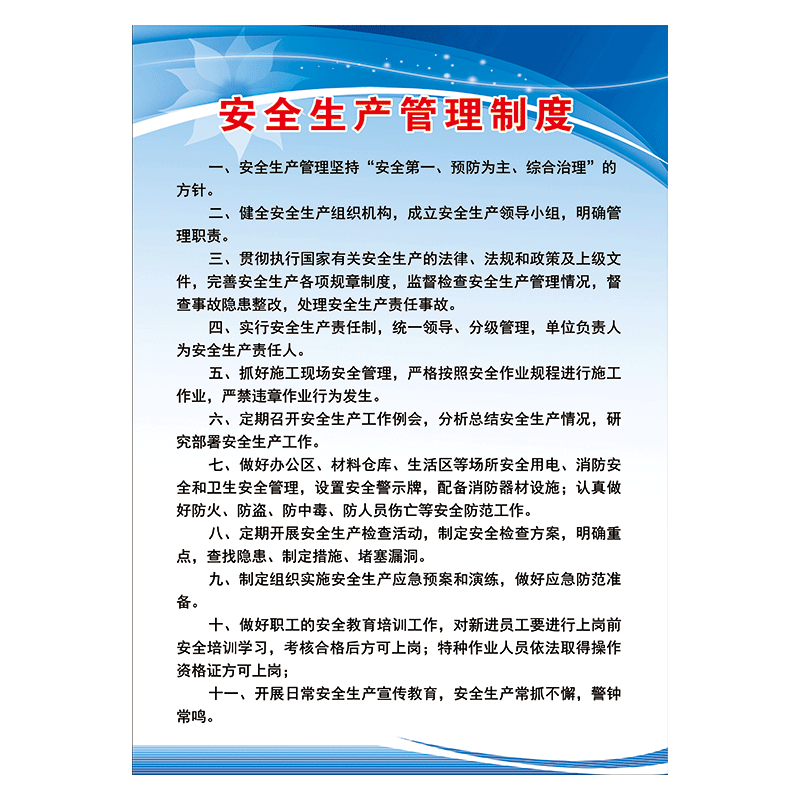 安全生产管理制度
一、安全生产管理坚持“安全第一、预防为主、综合治理”的
方针。
二、健全安全生产组织机构，成立安全生产领导小组，明确管
理职责。
三、贯彻执行国家有关安全生产的法律、法规和政策及上级文
件，完善安全生产各项规章制度，监督检查安全生产管理情况，督
查事故隐患整改，处理安全生产责任事故。
四、实行安全生产责任制，统一领导、分级管理，单位负责人
为安全生产责任人。
五、抓好施工现场安全管理，严格按照安全作业规程进行施工
作业，严禁违章作业行为发生。
六、定期召开安全生产工作例会，分析总结安全生产情况，研
究部署安全生产工作。
七、做好办公区、材料仓库、生活区等场所安全用电、消防安
全和卫生安全管理，设置安全警示牌，配备消防器材设施；认真做
好防火、防盗、防中毒、防人员伤亡等安全防范工作。
八、定期开展安全生产检查活动，制定安全检查方案，明确重
点，查找隐患、制定措施、堵塞漏洞。
九、制定组织实施安全生产应急预案和演练，做好应急防范准
备。
十、做好职工的安全教育培训工作，对新进员工要进行上岗前
安全培训学习，考核合格后方可上岗；特种作业人员依法取得操作
资格证方可上岗；
十一、开展日常安全生产宣传教育，安全生产常抓不懈，警钟
常鸣。